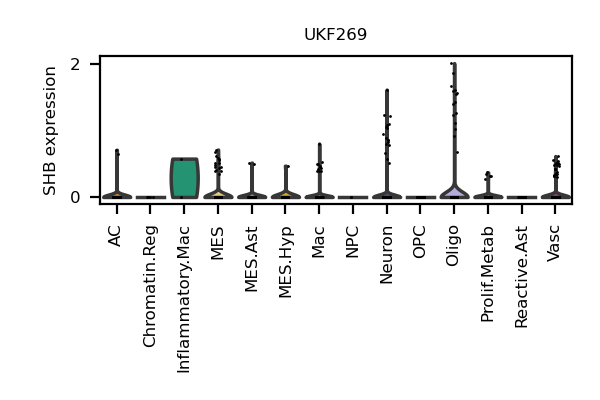 UKF269
SHB expression
2
0
AC
Chromatin.Reg
Inflammatory.Mac
MES
MES.Ast
MES.Hyp
Mac
NPC
Neuron
OPC
Oligo
Prolif.Metab
Reactive.Ast
Vasc